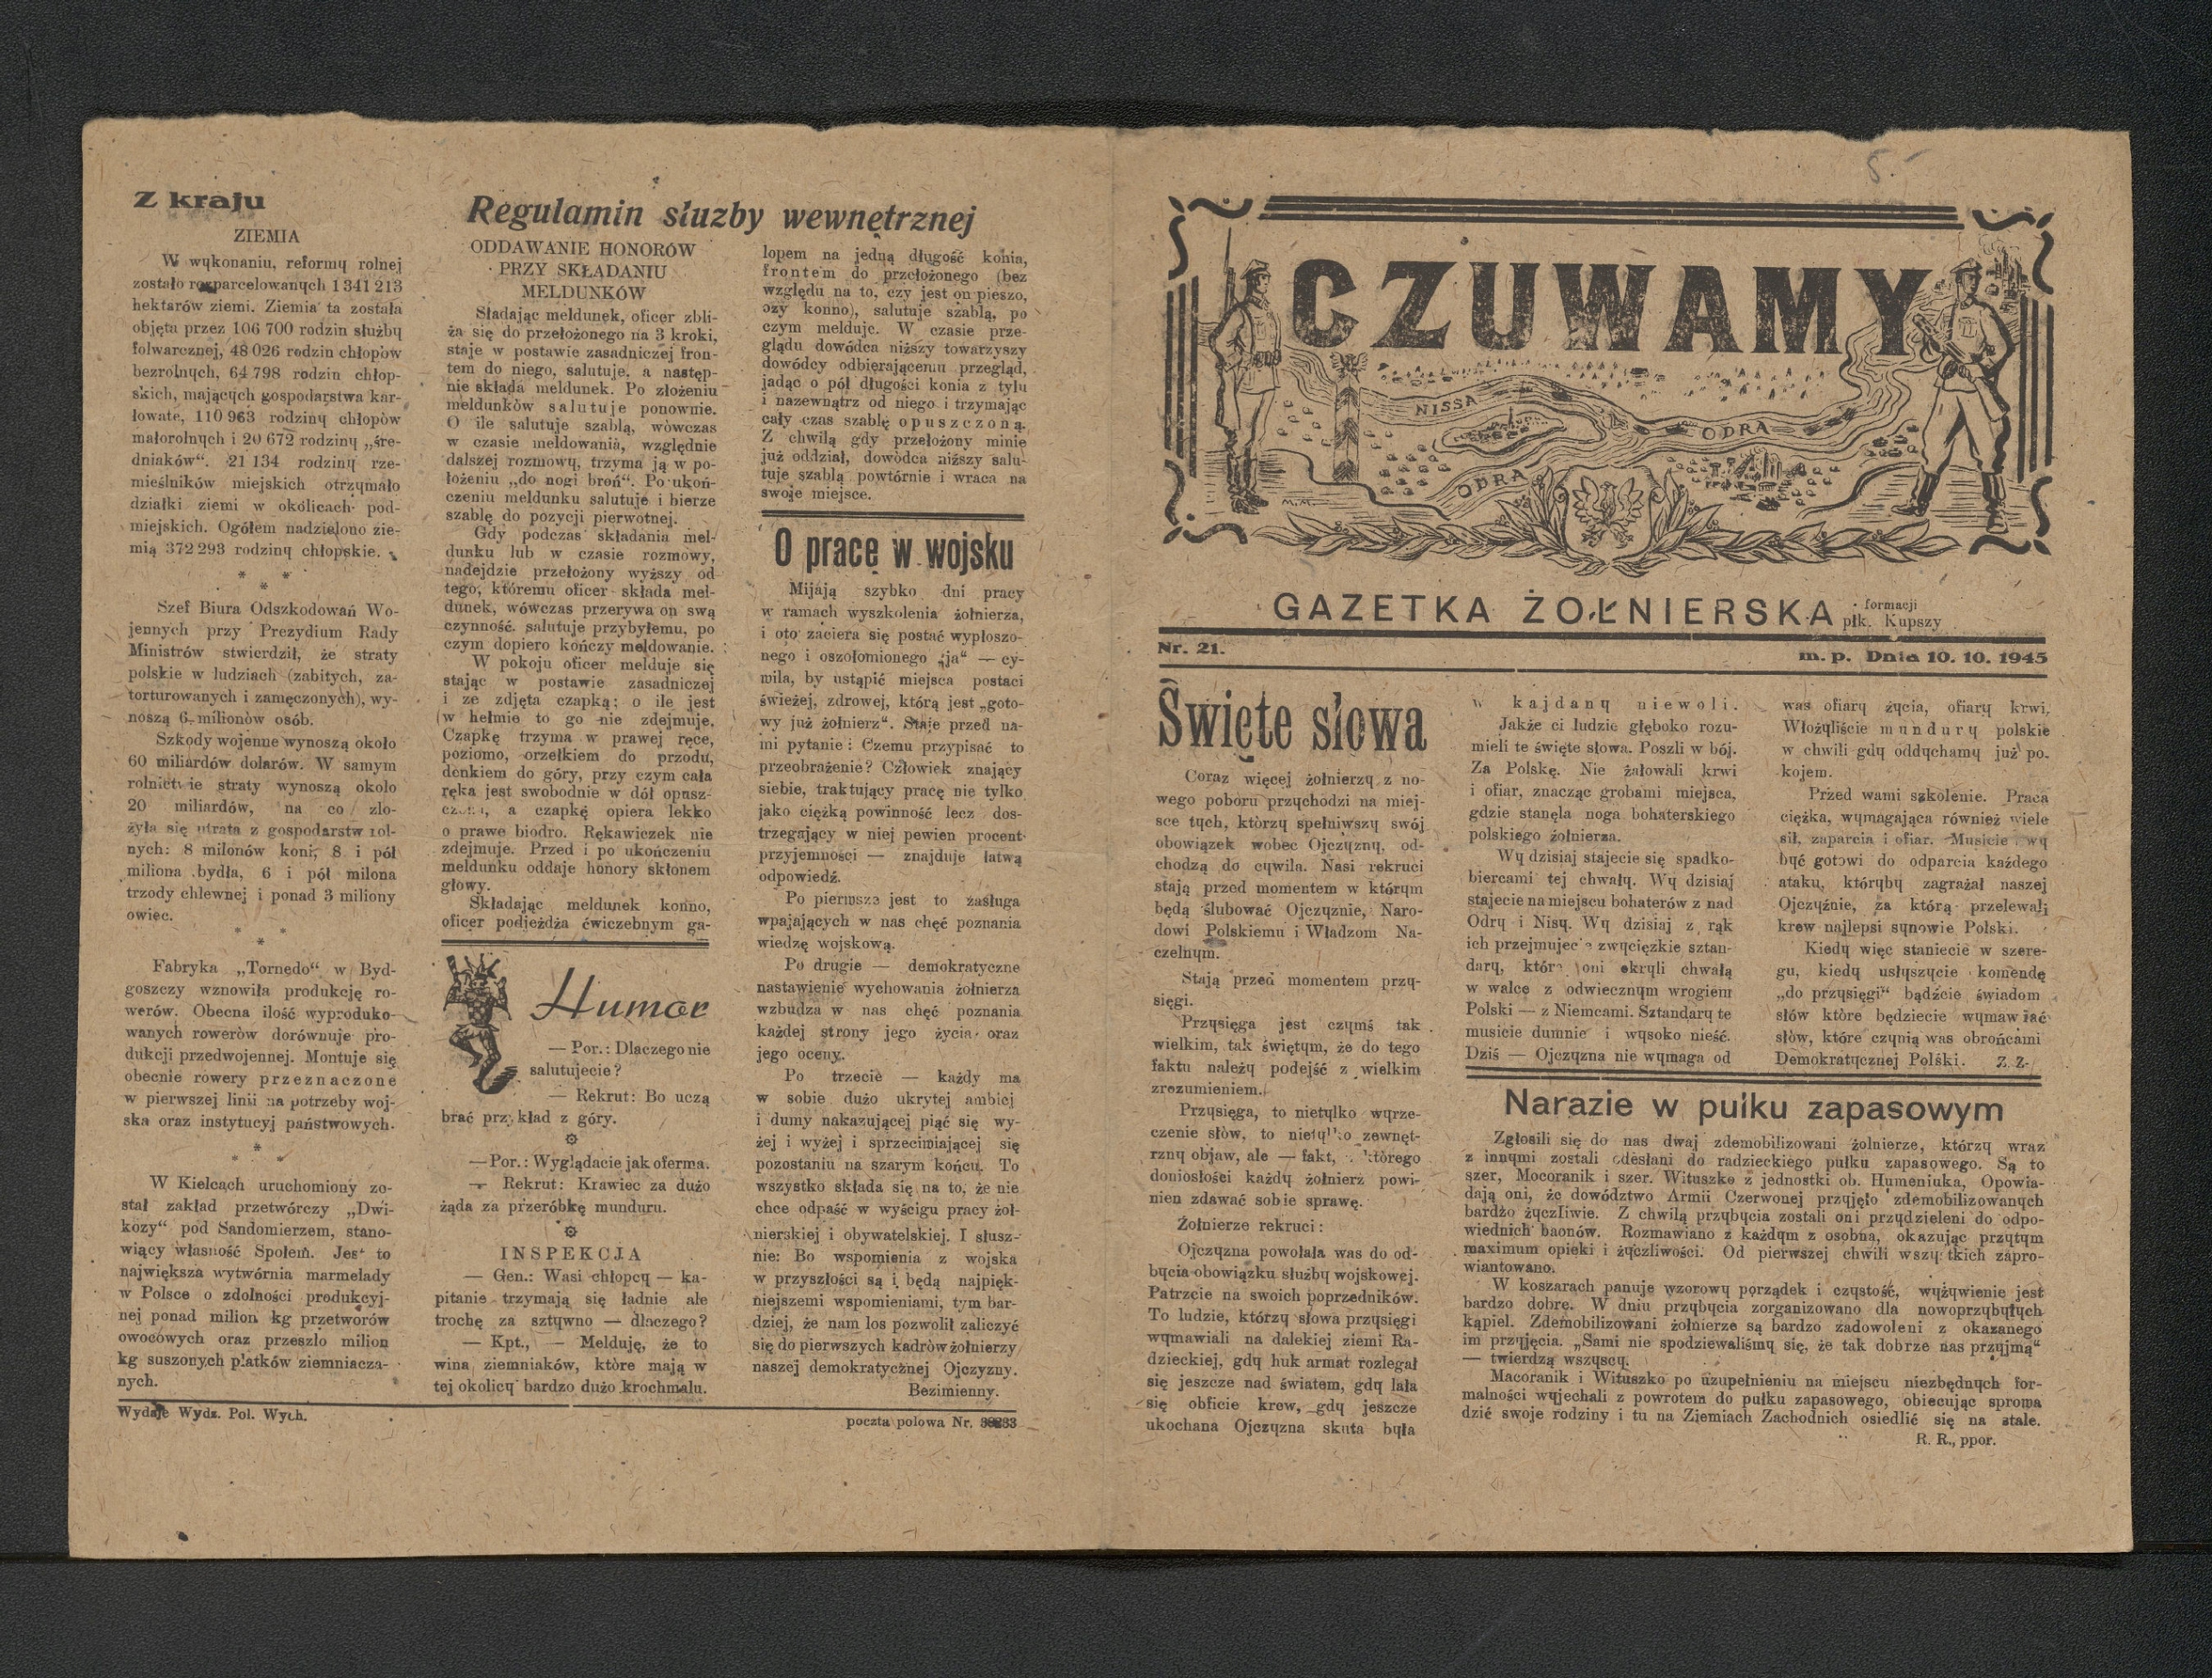 Z kraju
ZIEMIA
W wykonaniu, reformy rolnej
zostało rozparcelowanych 1 341 213
hektarów ziemi. Ziemia ta została
objęta przez 106 700 rodzin służby
folwarcznej, 48 026 rodzin chłopów
bezrolnych, 64 798 rodzin chłop-
skich, mających gospodarstwa kar-
łowate, 110 963 rodziny chłopów
małorolnych i 20 672 rodziny „śre-
dniaków“. 21 134 rodziny rze-
mieślników miejskich otrzymało
działki ziemi w okólicach pod-
miejskich. Ogółem nadzielono zie-
mią 372 293 rodziny chłopskie.
* * *
Szef Biura Odszkodowań Wo-
jennych przy Prezydium Rady
Ministrów stwierdził, że straty
polskie w ludziach (zabitych, za-
torturowanych i zamęczonych), wy-
noszą 6 milionów osób.
Szkody wojenne wynoszą około
60 miliardów dolarów. W samym
rolnictwie straty wynoszą około
20 miliardów, na co zło-
żyła się utrata z gospodarstw rol-
nych: 8 milonów koni, 8 i pół
miliona bydła, 6 i pół milona
trzody chlewnej i ponad 3 miliony
owiec.
* * *
Fabryka „Tornedo“ w Byd-
goszczy wznowiła produkcję ro-
werów. Obecna ilość wyproduko-
wanych rowerów dorównuje pro-
dukcji przedwojennej. Montuje się
obecnie rowery przeznaczone
w pierwszej linii na potrzeby woj-
ska oraz instytucyj państwowych.
* * *
W Kielcach uruchomiony zo-
stał zakład przetwórczy „Dwi-
kozy“ pod Sandomierzem, stano-
wiący własność Społem. Jest to
największa wytwórnia marmelady
w Polsce o zdolności produkcyj-
nej ponad milion kg przetworów
owocowych oraz przeszło milion
kg suszonych płatków ziemniacza-
nych.
Regulamin służby wewnętrznej
ODDAWANIE HONORÓW
PRZY SKŁADANIU
MELDUNKÓW
Sładając meldunek, oficer zbli-
ża się do przełożonego na 3 kroki,
staje w postawie zasadniczej fron-
tem do niego, salutuje, a następ-
nie składa meldunek. Po złożeniu
meldunków salutuje ponownie.
O ile salutuje szablą, wówczas
w czasie meldowania, względnie
dalszej rozmowy, trzyma ją w po-
łożeniu „do nogi broń“. Po ukoń-
czeniu meldunku salutuje i bierze
szablę do pozycji pierwotnej.
Gdy podczas składania mel-
dunku lub w czasie rozmowy,
nadejdzie przełożony wyższy od
tego, któremu oficer składa mel-
dunek, wówczas przerywa on swą
czynność, salutuje przybyłemu, po
czym dopiero kończy meldowanie.
W pokoju oficer melduje się
stając w postawie zasadniczej
i ze zdjęta czapką; o ile jest
(w hełmie to go nie zdejmuje,
Czapkę trzyma w prawej ręce,
poziomo, orzełkiem do przodu,
denkiem do góry, przy czym cała
ręka jest swobodnie w dół opusz-
czona, a czapkę opiera lekko
o prawe biodro. Rękawiczek nie
zdejmuje. Przed i po ukończeniu
meldunku oddaje honory skłonem
głowy.
Składając meldunek konno,
oficer podjeżdża ćwiczebnym ga-
lopem na jedną długość konia,
frontem do przełożonego (bez
względu na to, czy jest on pieszo,
ozy konno), salutuje szablą, po
czym melduje. W czasie prze-
glądu dowódca niższy towarzyszy
dowódcy odbierającemu przegląd,
jadąc o pół długości konia z tyłu
i nazewnątrz od niego i trzymając
cały czas szablę opuszczoną.
Z chwilą gdy przełożony minie
już oddział, dowódca niższy salu-
tuje szablą powtórnie i wraca na
swoje miejsce.
Humor
— Por.: Dlaczego nie
salutujecie?
— Rekrut: Bo uczą
brać przykład z góry.
—Por.: Wyglądacie jak oferma.
— Rekrut: Krawiec za dużo
żąda za przeróbkę munduru.
INSPEKCJA
— Gen.: Wasi chłopcy — ka-
pitanie trzymają się ładnie ale
trochę za sztywno — dlaczego?
— Kpt., — Melduję, że to
wina ziemniaków, które mają w
tej okolicy bardzo dużo krochmalu.
O pracę w wojsku
Mijają szybko dni pracy
w ramach wyszkolenia żołnierza,
i oto zaciera się postać wypłoszo-
nego i oszołomionego „ja“ — cy-
wila, by ustąpić miejsca postaci
świeżej, zdrowej, którą jest „goto-
wy już żołnierz“. Staje przed na-
mi pytanie: Czemu przypisać to
przeobrażenie? Człowiek znający
siebie, traktujący pracę nie tylko
jako ciężką powinność lecz dos-
trzegający w niej pewien procent
przyjemności — znajduje łatwą
odpowiedź.
Po pierwsze jest to zasługa
wpajających w nas chęć poznania
wiedzę wojskową.
Po drugie — demokratyczne
nastawienie wychowania żołnierza
wzbudza w nas chęć poznania
każdej strony jego życia oraz
jego oceny.
Po trzecie — każdy ma
w sobie dużo ukrytej ambicj
i dumy nakazującej piąć się wy-
żej i wyżej i sprzeciwiającej się
pozostaniu na szarym końcu. To
wszystko składa się na to, że nie
chce odpaść w wyścigu pracy żoł-
nierskiej i obywatelskiej. I słusz-
nie: Bo wspomienia z wojska
w przyszłości są i będą najpięk-
niejszemi wspomieniami, tym bar-
dziej, że nam los pozwolił zaliczyć
się do pierwszych kadrów żołnierzy
naszej demokratycznej Ojczyzny.
Bezimienny.
Wydaje Wydz. Pol. Wych.
poczta polowa Nr.
CZUWAMY
NISSA
ODRA
ODRA
M.M.
GAZETKA ŻOŁNIERSKA formacji
płk. Kupszy
Nr. 21.
m. p. Dnia 10. 10. 1945
Święte słowa
Coraz więcej żołnierzy z no-
wego poboru przychodzi na miej-
sce tych, którzy spełniwszy swój
obowiązek wobec Ojczyzny, od-
chodzą do cywila. Nasi rekruci
stają przed momentem w którym
będą ślubować Ojczyznie, Naro-
dowi Polskiemu i Władzom Na-
czelnym.
Stają przed momentem przy-
sięgi.
Przysięga jest czymś tak
wielkim, tak świętym, że do tego
faktu należy podejść z wielkim
zrozumieniem.
Przysięga, to nietylko wyrze-
czenie słów, to nietylko zewnęt-
rzny objaw, ale — fakt, którego
doniosłości każdy żołnierz powi-
nien zdawać sobie sprawę.
Żołnierze rekruci:
Ojczyzna powołała was do od-
bycia obowiązku służby wojskowej.
Patrzcie na swoich poprzedników.
To ludzie, którzy słowa przysięgi
wymawiali na dalekiej ziemi Ra-
dzieckiej, gdy huk armat rozlegał
się jeszcze nad światem, gdy lała
się obficie krew, gdy jeszcze
ukochana Ojczyzna skuta była
w kajdany niewoli.
Jakże ci ludzie głęboko rozu-
mieli te święte słowa. Poszli w bój.
Za Polskę. Nie żałowali krwi
i ofiar, znacząc grobami miejsca,
gdzie stanęla noga bohaterskiego
polskiego żołnierza.
Wy dzisiaj stajecie się spadko-
biercami tej chwały. Wy dzisiaj
stajecie na miejscu bohaterów z nad
Odry i Nisy. Wy dzisiaj z rąk
ich przejmujecie zwycięzkie sztan-
dary, które oni okryli chwałą
w walce z odwiecznym wrogiem
Polski — z Niemcami. Sztandary te
musicie dumnie i wysoko nieść.
Dziś — Ojczyzna nie wymaga od
was ofiary życia, ofiary krwi,
Włożyliście mundury polskie
w chwili gdy oddychamy już po-
kojem.
Przed wami szkolenie. Praca
ciężka, wymagająca również wiele
sił, zaparcia i ofiar. Musicie wy
być gotowi do odparcia każdego
ataku, któryby zagrażał naszej
Ojczyźnie, za którą przelewali
krew najlepsi synowie Polski.
Kiedy więc staniecie w szere-
gu, kiedy usłyszycie komendę
„do przysięgi“ bądźcie świadom
słów które będziecie wymawiać
słów, które czynią was obrońcami
Demokratycznej Polski. Z. Z.
Narazie w pułku zapasowym
Zgłosili się do nas dwaj zdemobilizowani żolnierze, którzy wraz
z innymi zostali odesłani do radzieckiego pułku zapasowego. Są to
szer, Mocoranik i szer. Wituszko z jednostki ob. Humeniuka, Opowia-
dają oni, że dowództwo Armii Czerwonej przyjęło zdemobilizowanych
bardzo życzliwie. Z chwilą przybycia zostali oni przydzieleni do odpo-
wiednich baonów. Rozmawiano z każdym z osobna, okazując przytym
maximum opieki i życzliwości. Od pierwszej chwili wszystkich zapro-
wiantowano.
W koszarach panuje wzorowy porządek i czystość, wyżywienie jest
bardzo dobre. W dniu przybycia zorganizowano dla nowoprzybyłych
kąpiel. Zdemobilizowani żołnierze są bardzo zadowoleni z okazanego
im przyjęcia. „Sami nie spodziewaliśmy się, że tak dobrze nas przyjmą“
— twierdzą wszyscy.
Macoranik i Wituszko po uzupełnieniu na miejscu niezbędnych for-
malności wyjechali z powrotem do pułku zapasowego, obiecując sprowa
dzić swoje rodziny i tu na Ziemiach Zachodnich osiedlić się na stałe.
R. R., ppor.